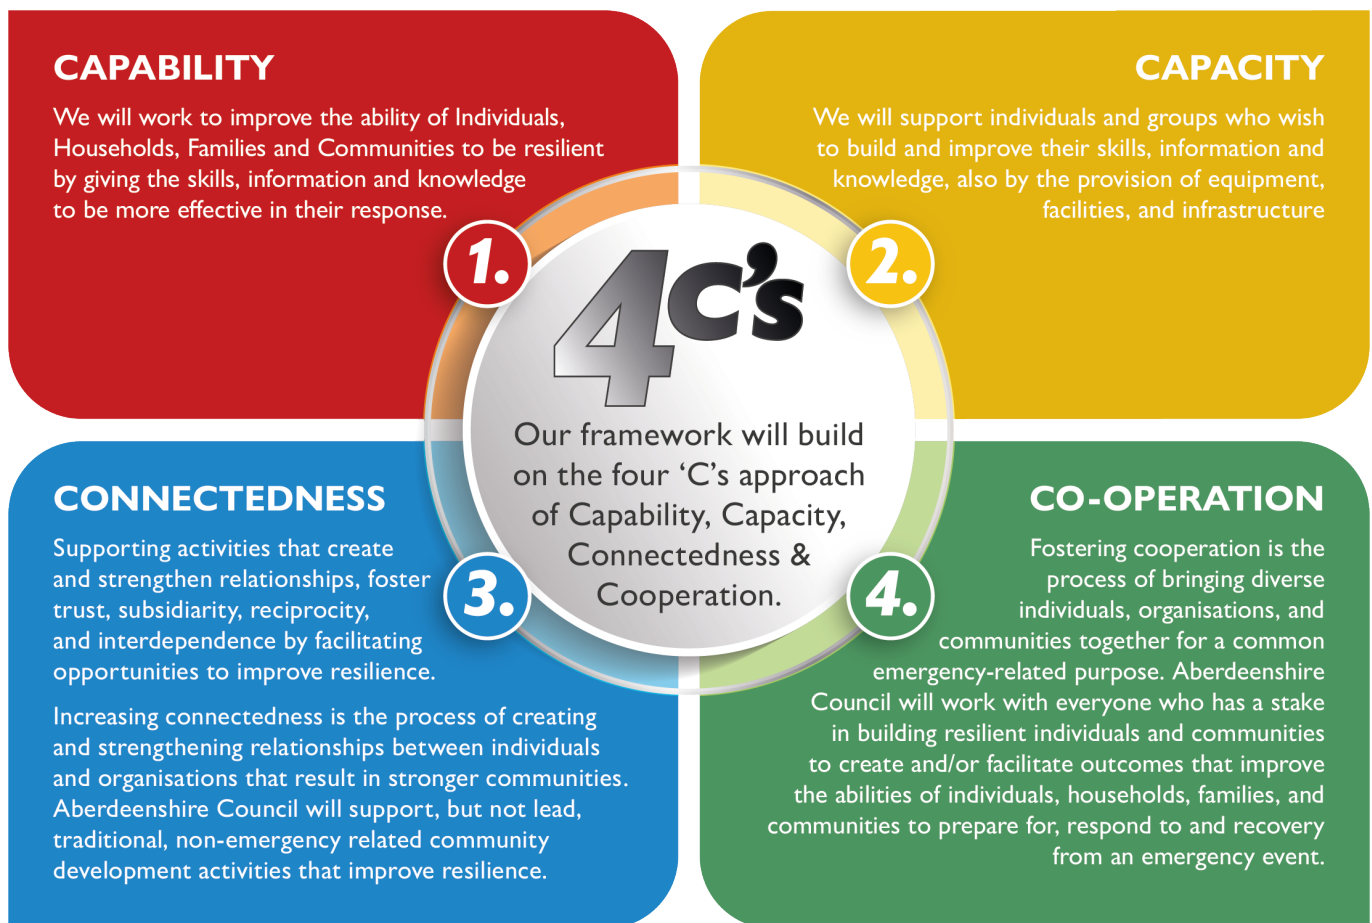 CAPABILITY
We will work to improve the ability of Individuals,
Households, Families and Communities to be resilient
by giving the skills, information and knowledge
to be more effective in their response.
1.
CAPACITY
We will support individuals and groups who wish
to build and improve their skills, information and
knowledge, also by the provision of equipment,
facilities, and infrastructure
2.
4C’s
Our framework will build
on the four ‘C’s approach
of Capability, Capacity,
Connectedness &
Cooperation.
CONNECTEDNESS
Supporting activities that create
and strengthen relationships, foster
trust, subsidiarity, reciprocity,
and interdependence by facilitating
opportunities to improve resilience.
Increasing connectedness is the process of creating
and strengthening relationships between individuals
and organisations that result in stronger communities.
Aberdeenshire Council will support, but not lead,
traditional, non-emergency related community
development activities that improve resilience.
3.
CO-OPERATION
Fostering cooperation is the
process of bringing diverse
individuals, organisations, and
communities together for a common
emergency-related purpose. Aberdeenshire
Council will work with everyone who has a stake
in building resilient individuals and communities
to create and/or facilitate outcomes that improve
the abilities of individuals, households, families, and
communities to prepare for, respond to and recovery
from an emergency event.
4.